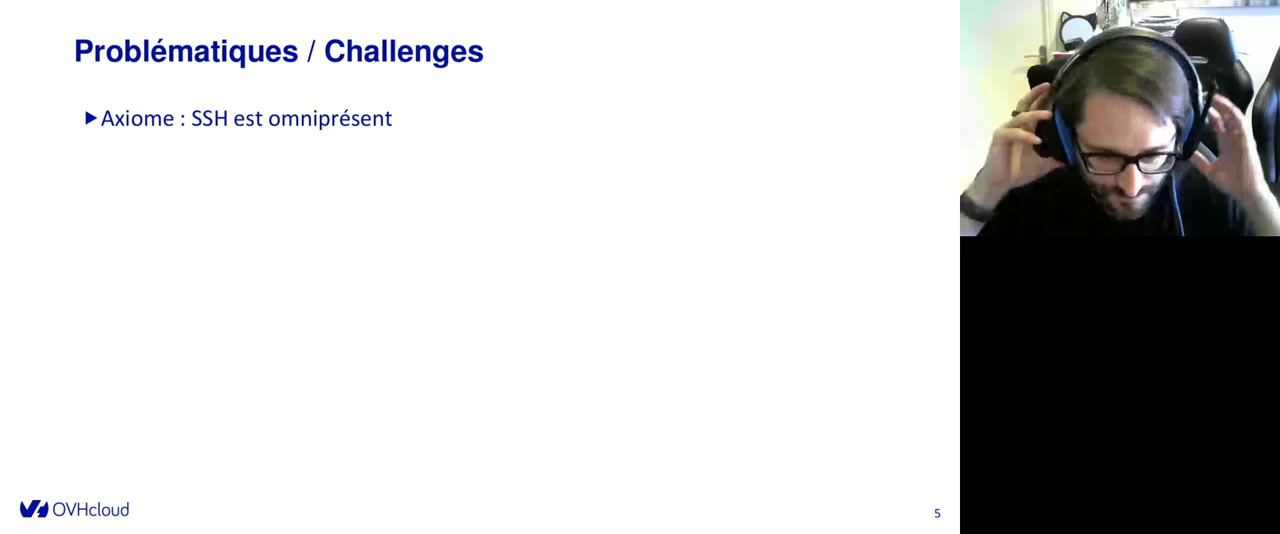 Problématiques / Challenges
Axiome : SSH est omniprésent
OVHcloud
5